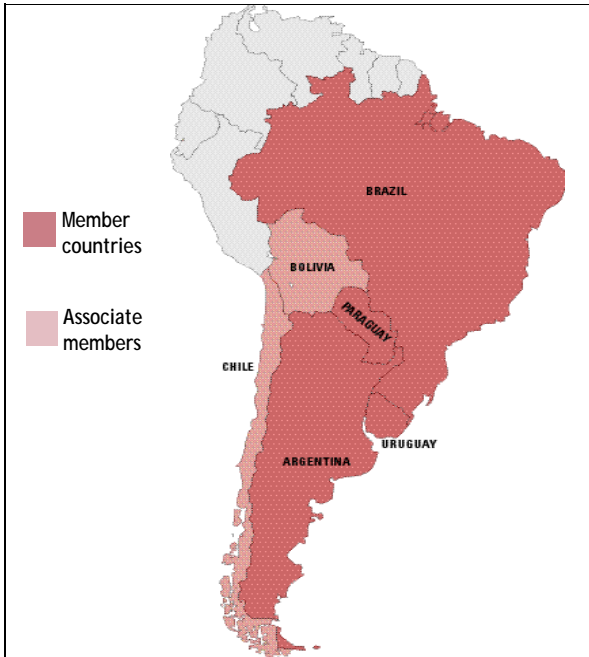 BRAZIL
Member
countries
BOLIVIA
PARAGUAY
Associate
members
CHILE
URUGUAY
ARGENTINA